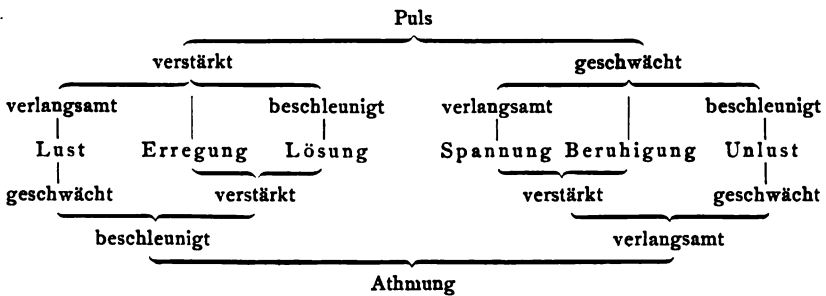 Puls
verstärkt geschwächt
verlangsamt beschleunigt verlangsamt beschleunigt
Lust Erregung Lösung Spannung Beruhigung Unlust
geschwächt verstärkt verstärkt geschwächt
beschleunigt verlangsamt
Athmung